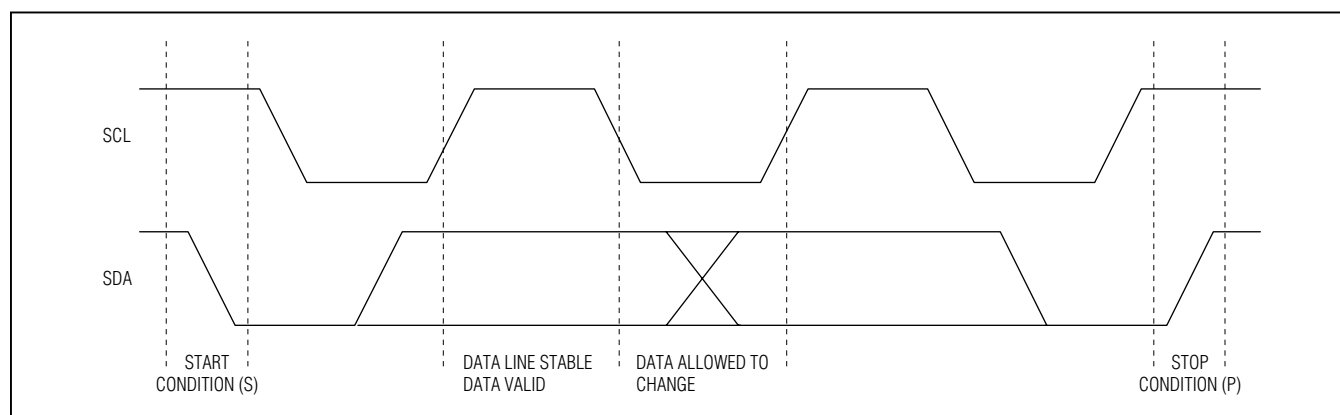 SCL
SDA
START
CONDITION (S)
DATA LINE STABLE
DATA VALID
DATA ALLOWED TO
CHANGE
STOP
CONDITION (P)